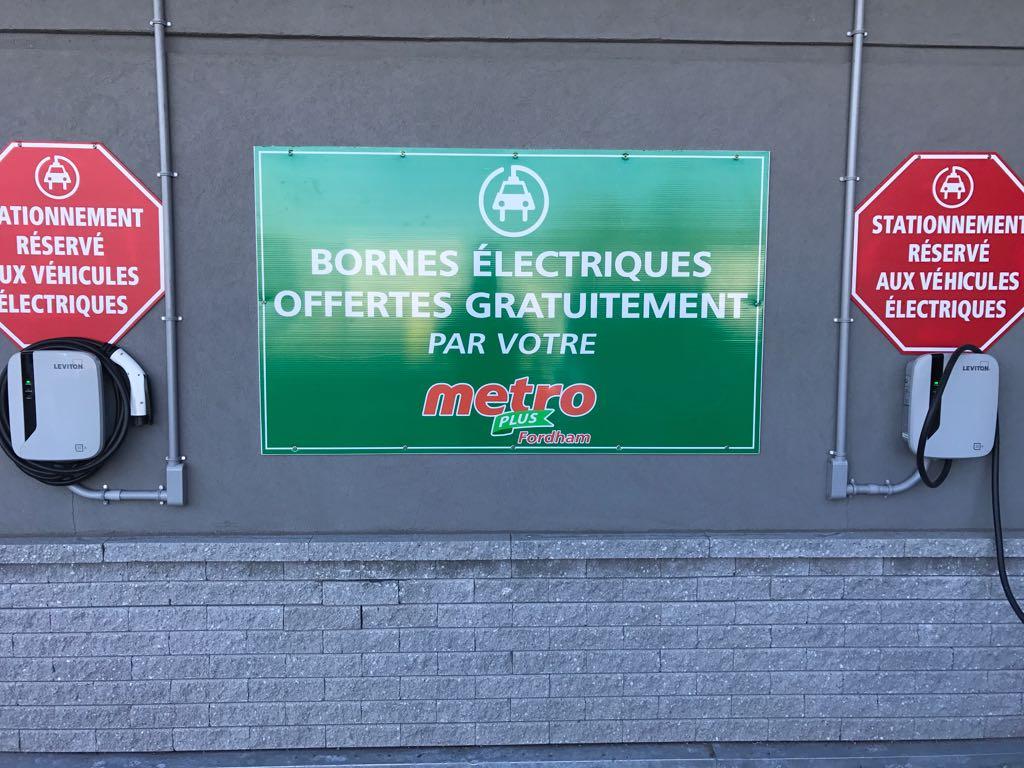 ATIONNEMENT
RÉSERVÉ
AUX VÉHICULES
ÉLECTRIQUES
LEVITON
BORNES ÉLECTRIQUES
OFFERTES GRATUITEMENT
PAR VOTRE
metro
PLUS
Fordham
STATIONNEMENT
RÉSERVÉ
AUX VÉHICULES
ÉLECTRIQUES
LEVITON